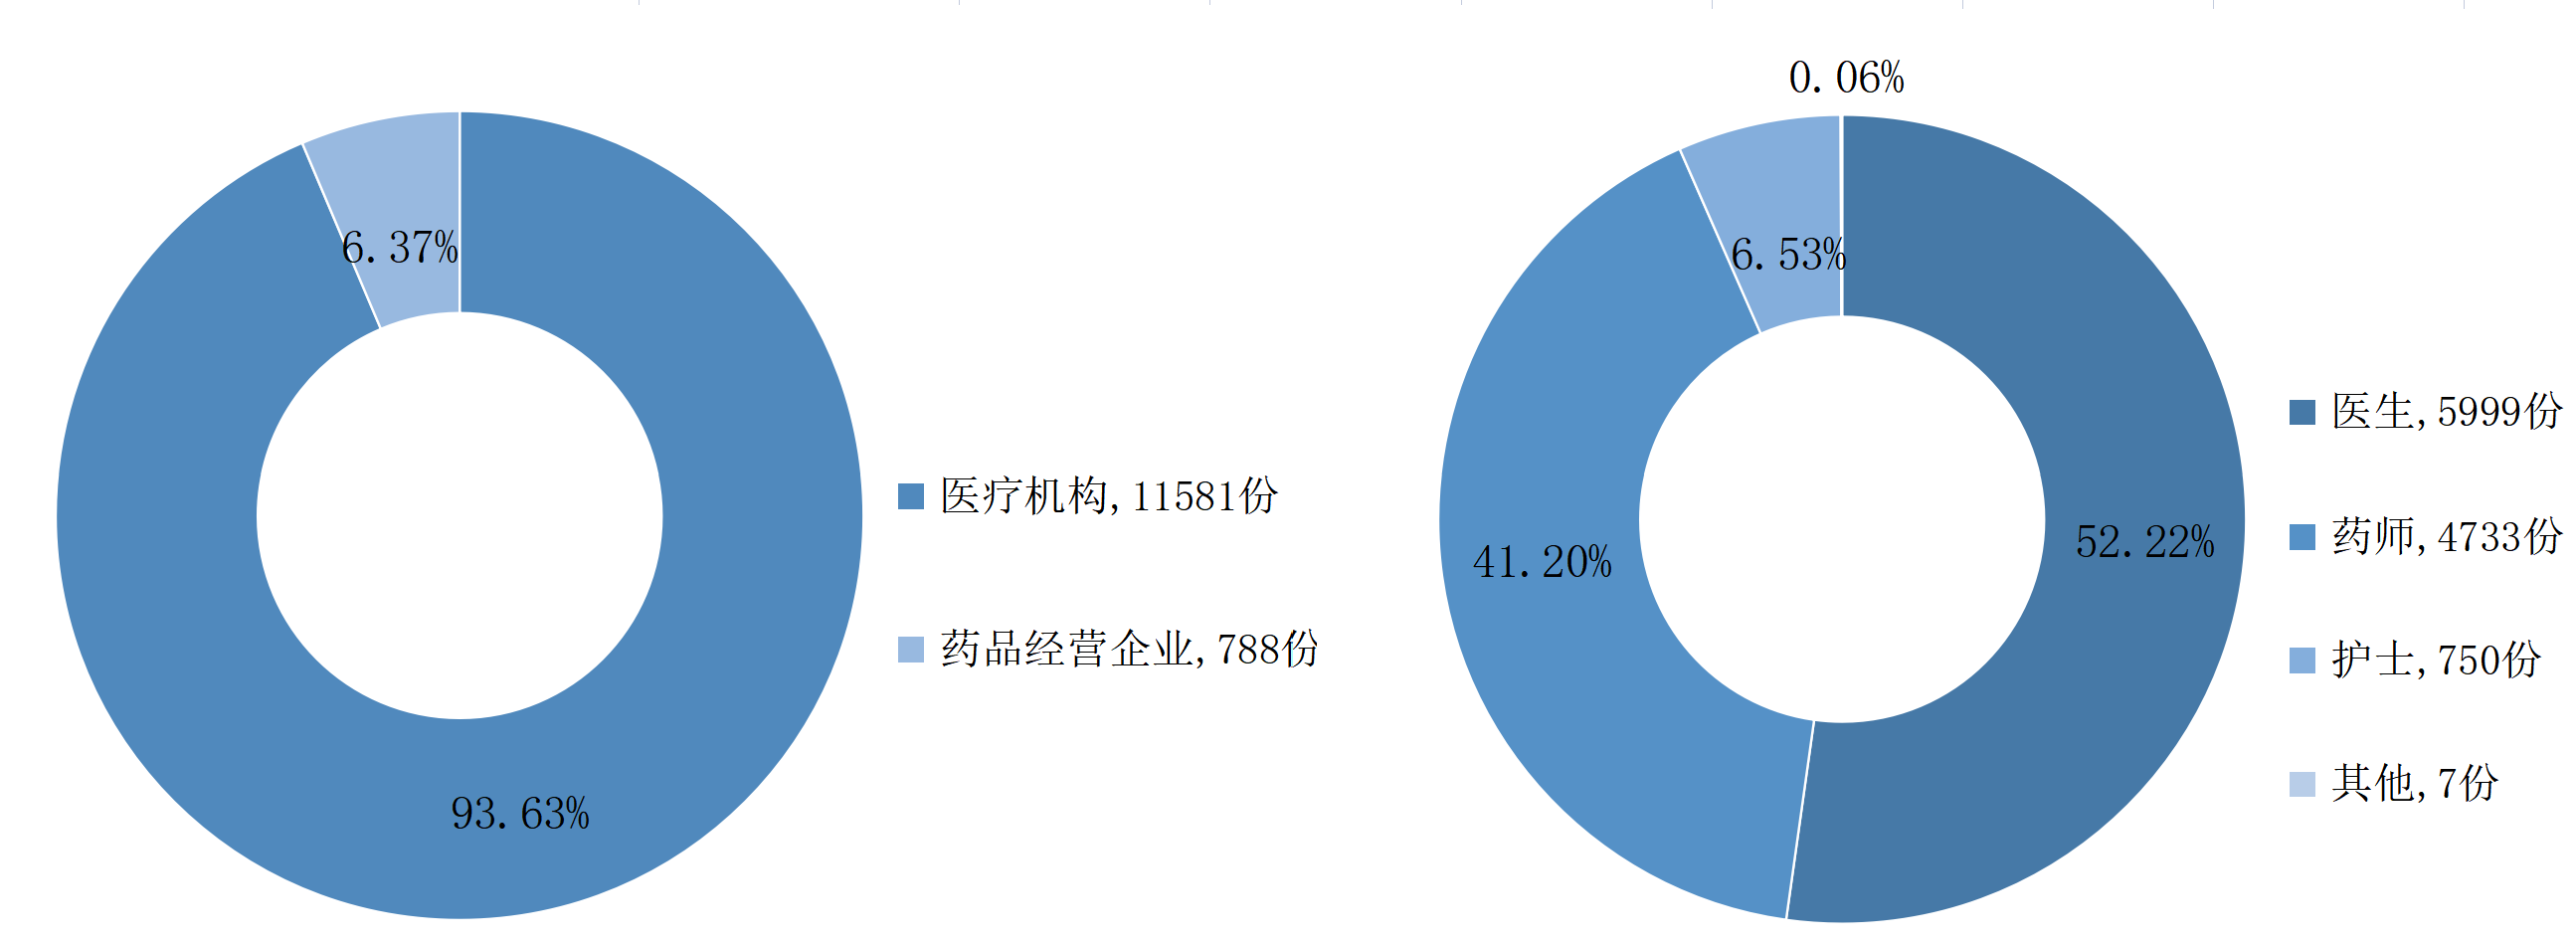 6.37%
93.63%
医疗机构, 11581份
药品经营企业, 788份
0.06%
6.53%
41.20%
52.22%
医生, 5999份
药师, 4733份
护士, 750份
其他, 7份